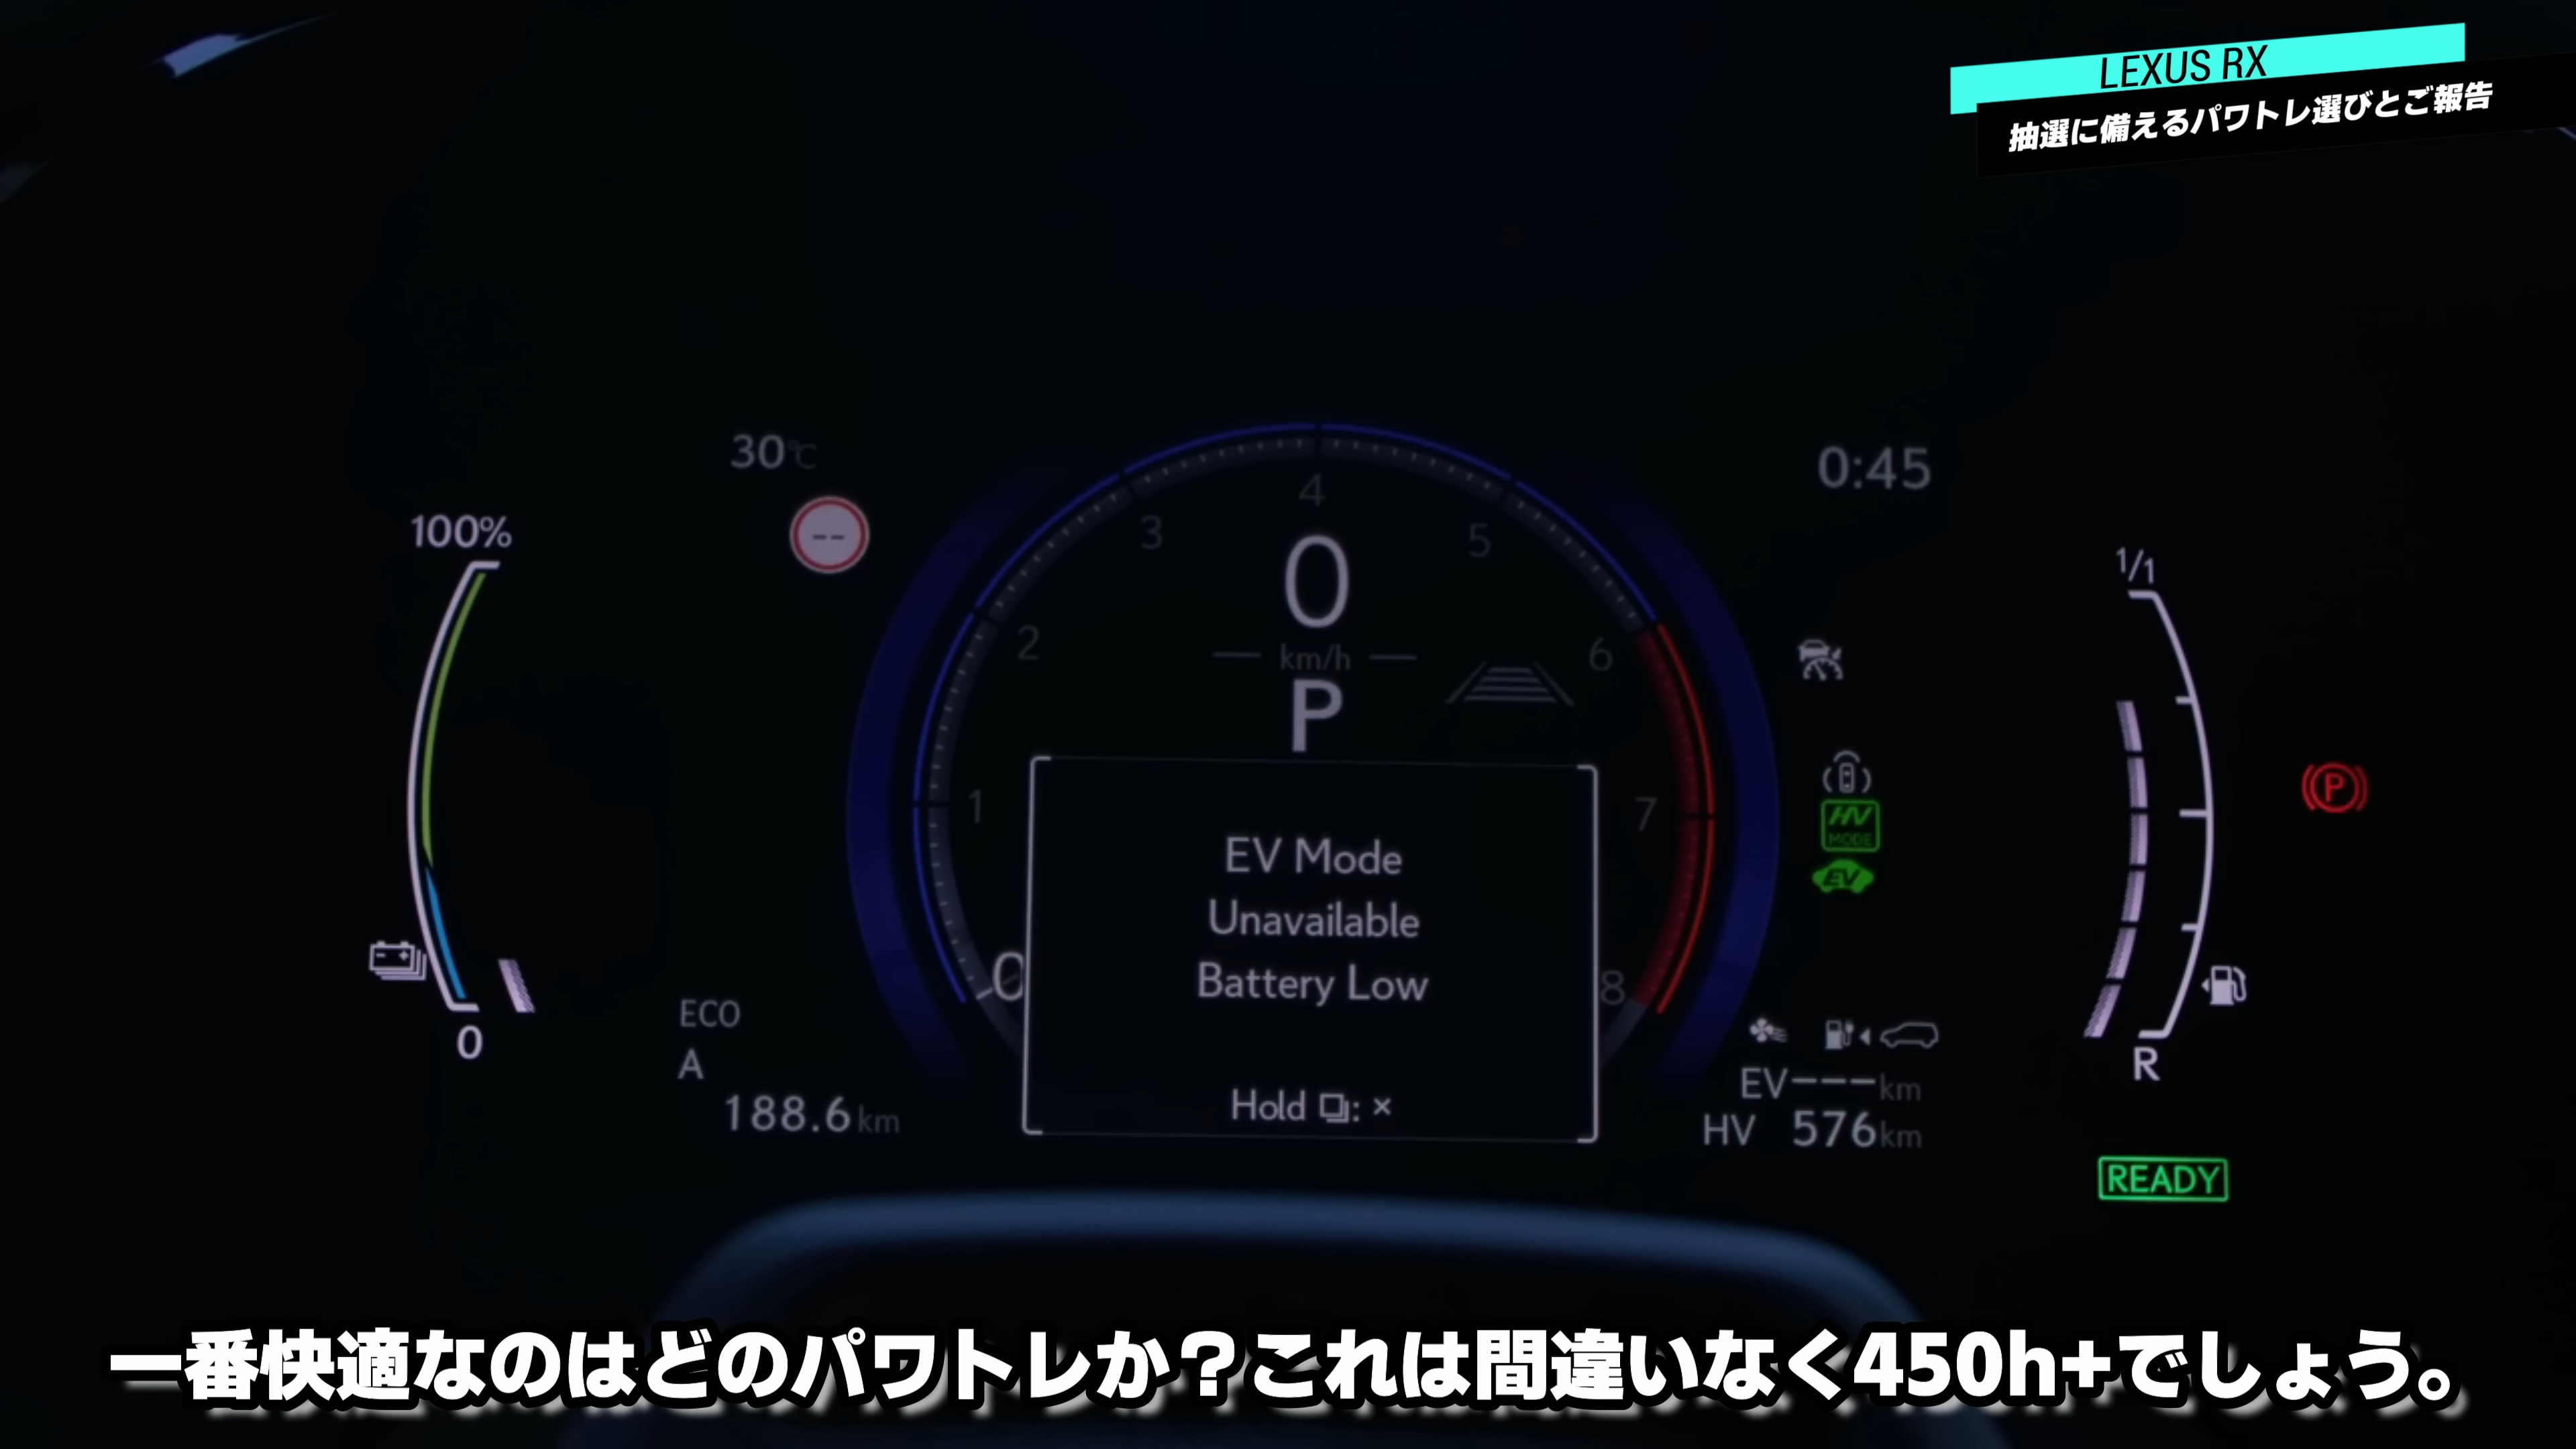 LEXUS RX
抽選に備えるパワトレ選びとご報告
30℃
0:45
100%
--
4
3
5
0
1/1
2
km/h
6
P
1
7
HV
MODE
EV
EV Mode
Unavailable
Battery Low
0
8
0
ECO
A
188.6km
Hold : ×
EV---km
HV 576km
R
P
READY
一番快適なのはどのパワトレか？これは間違いなく450h+でしょう。